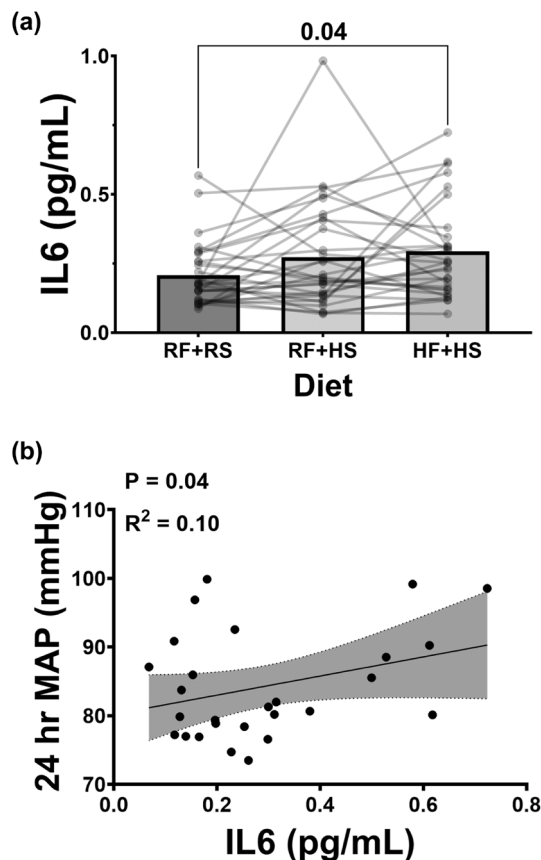 (a)
0.04
1.0
0.5
0.0
IL6 (pg/mL)
RF+RS RF+HS HF+HS
Diet
(b)
P = 0.04
R² = 0.10
110
100
90
80
70
24 hr MAP (mmHg)
0.0 0.2 0.4 0.6 0.8
IL6 (pg/mL)